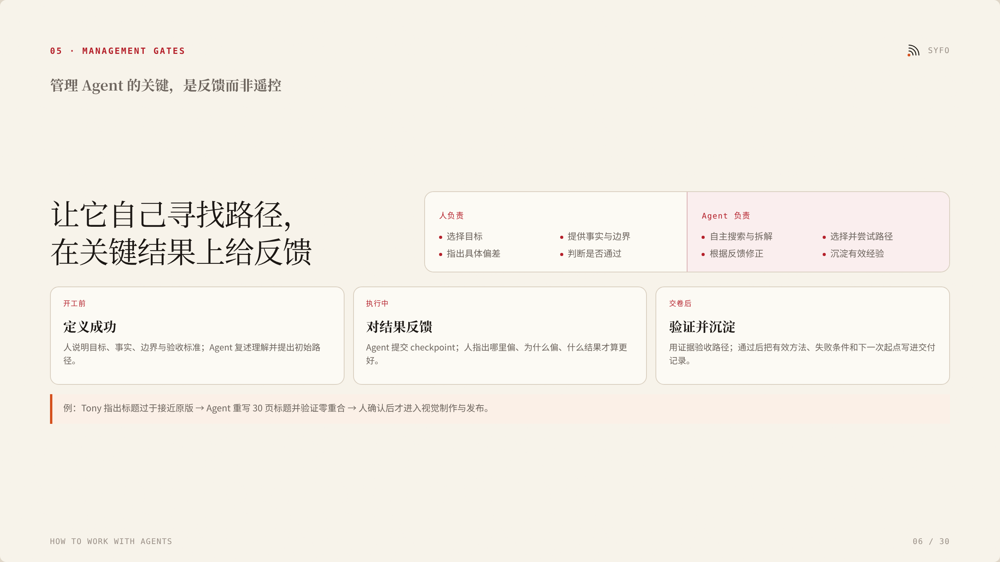 05 · MANAGEMENT GATES
SYFO
管理 Agent 的关键，是反馈而非遥控
让它自己寻找路径，
在关键结果上给反馈
人负责
选择目标
提供事实与边界
指出具体偏差
判断是否通过
Agent 负责
自主搜索与拆解
选择并尝试路径
根据反馈修正
沉淀有效经验
开工前
定义成功
人说明目标、事实、边界与验收标准；Agent 复述理解并提出初始路
径。
执行中
对结果反馈
Agent 提交 checkpoint；人指出哪里偏、为什么偏、什么结果才算更
好。
交卷后
验证并沉淀
用证据验收路径；通过后把有效方法、失败条件和下一次起点写进交付
记录。
例：Tony 指出标题过于接近原版 → Agent 重写 30 页标题并验证零重合 → 人确认后才进入视觉制作与发布。
HOW TO WORK WITH AGENTS
06 / 30